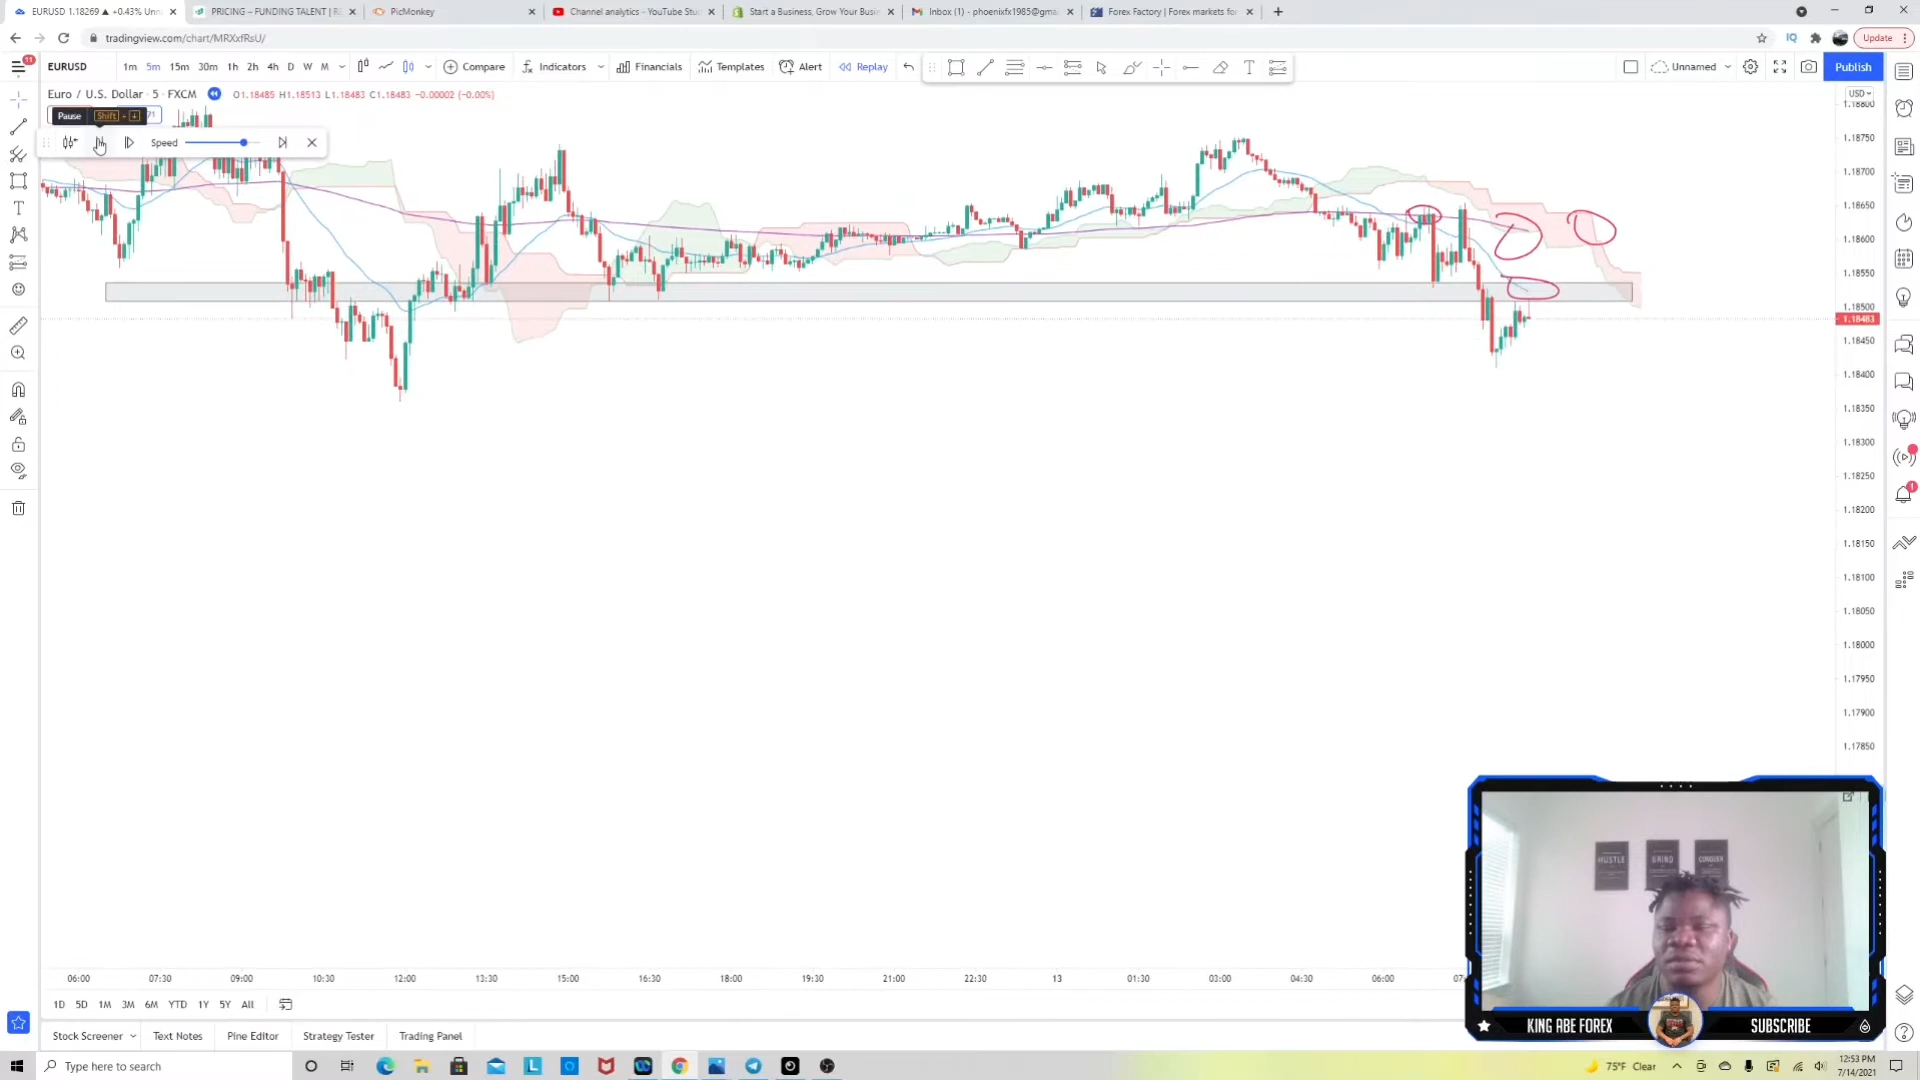 EURUSD 1.18269 ▲ +0.43% Unn
PRICING – FUNDING TALENT | R
PicMonkey
Channel analytics - YouTube Stu
Start a Business, Grow Your Busi
Inbox (1) - phoenixfx1985@gma
Forex Factory | Forex markets for
tradingview.com/chart/MRXxfRsU/
IQ
Update
11
EURUSD
1m 5m 15m 30m 1h 2h 4h D W M
Compare
Indicators
Financials
Templates
Alert
Replay
T
Unnamed
Publish
Euro / U.S. Dollar · 5 · FXCM
O1.18485 H1.18513 L1.18483 C1.18483 -0.00002 (-0.00%)
USD
Pause Shift + ↓
71
Speed
T
1.18800
1.18750
1.18700
1.18650
1.18600
1.18550
1.18500
1.18483
1.18450
1.18400
1.18350
1.18300
1.18250
1.18200
1.18150
1.18100
1.18050
1.18000
1.17950
1.17900
1.17850
1
HUSTLE
GRIND
CONQUER
06:00 07:30 09:00 10:30 12:00 13:30 15:00 16:30 18:00 19:30 21:00 22:30 13 01:30 03:00 04:30 06:00
1D 5D 1M 3M 6M YTD 1Y 5Y All
KING ABE FOREX
SUBSCRIBE
Stock Screener
Text Notes
Pine Editor
Strategy Tester
Trading Panel
Type here to search
L
75°F Clear
12:53 PM
7/14/2021